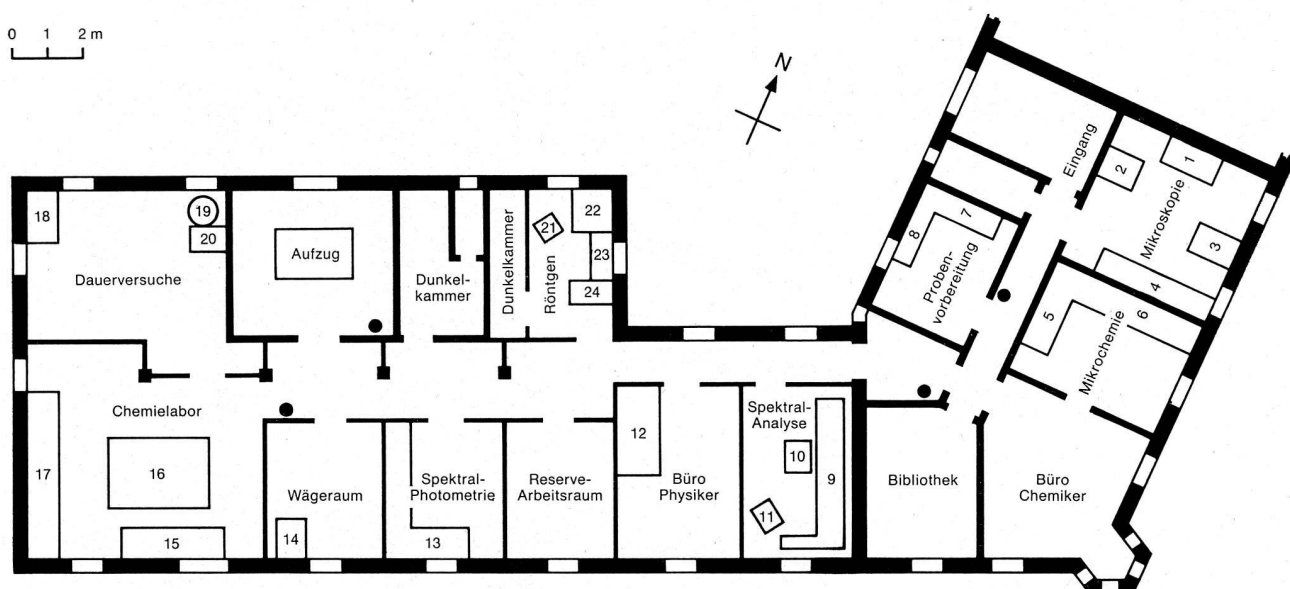 0 1 2 m
N
Eingang
1
2
Mikroskopie
3
4
7
8
Proben-
vorbereitung
5
6
Mikrochemie
18
19
20
Dauerversuche
Aufzug
Dunkel-
kammer
Dunkelkammer
Röntgen
21
22
23
24
Chemielabor
17
16
15
Wägeraum
14
Spektral-
Photometrie
13
Reserve-
Arbeitsraum
12
Büro
Physiker
Spektral-
Analyse
10
9
11
Bibliothek
Büro
Chemiker